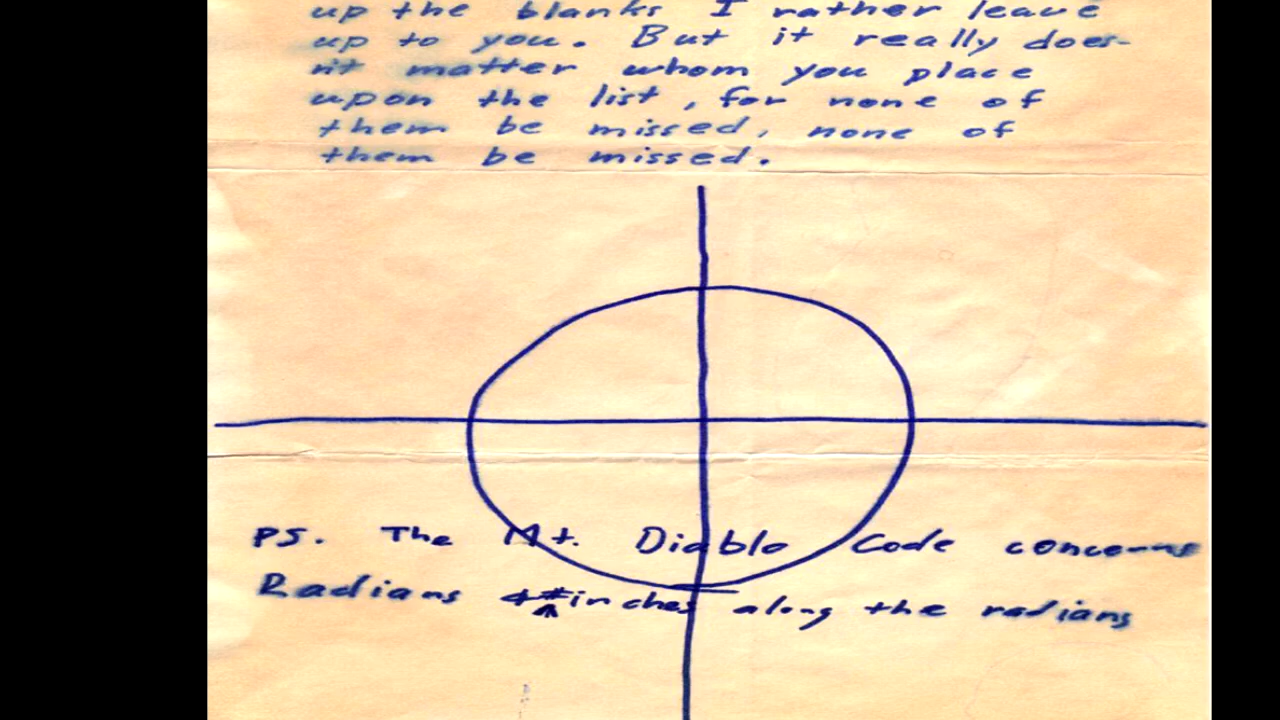 up the blanks I rather leave
up to you. But it really does-
n't matter whom you place
upon the list, for none of
them be missed, none of
them be missed.
PS. The Mt. Diablo Code concerns
Radians & # inches along the radians